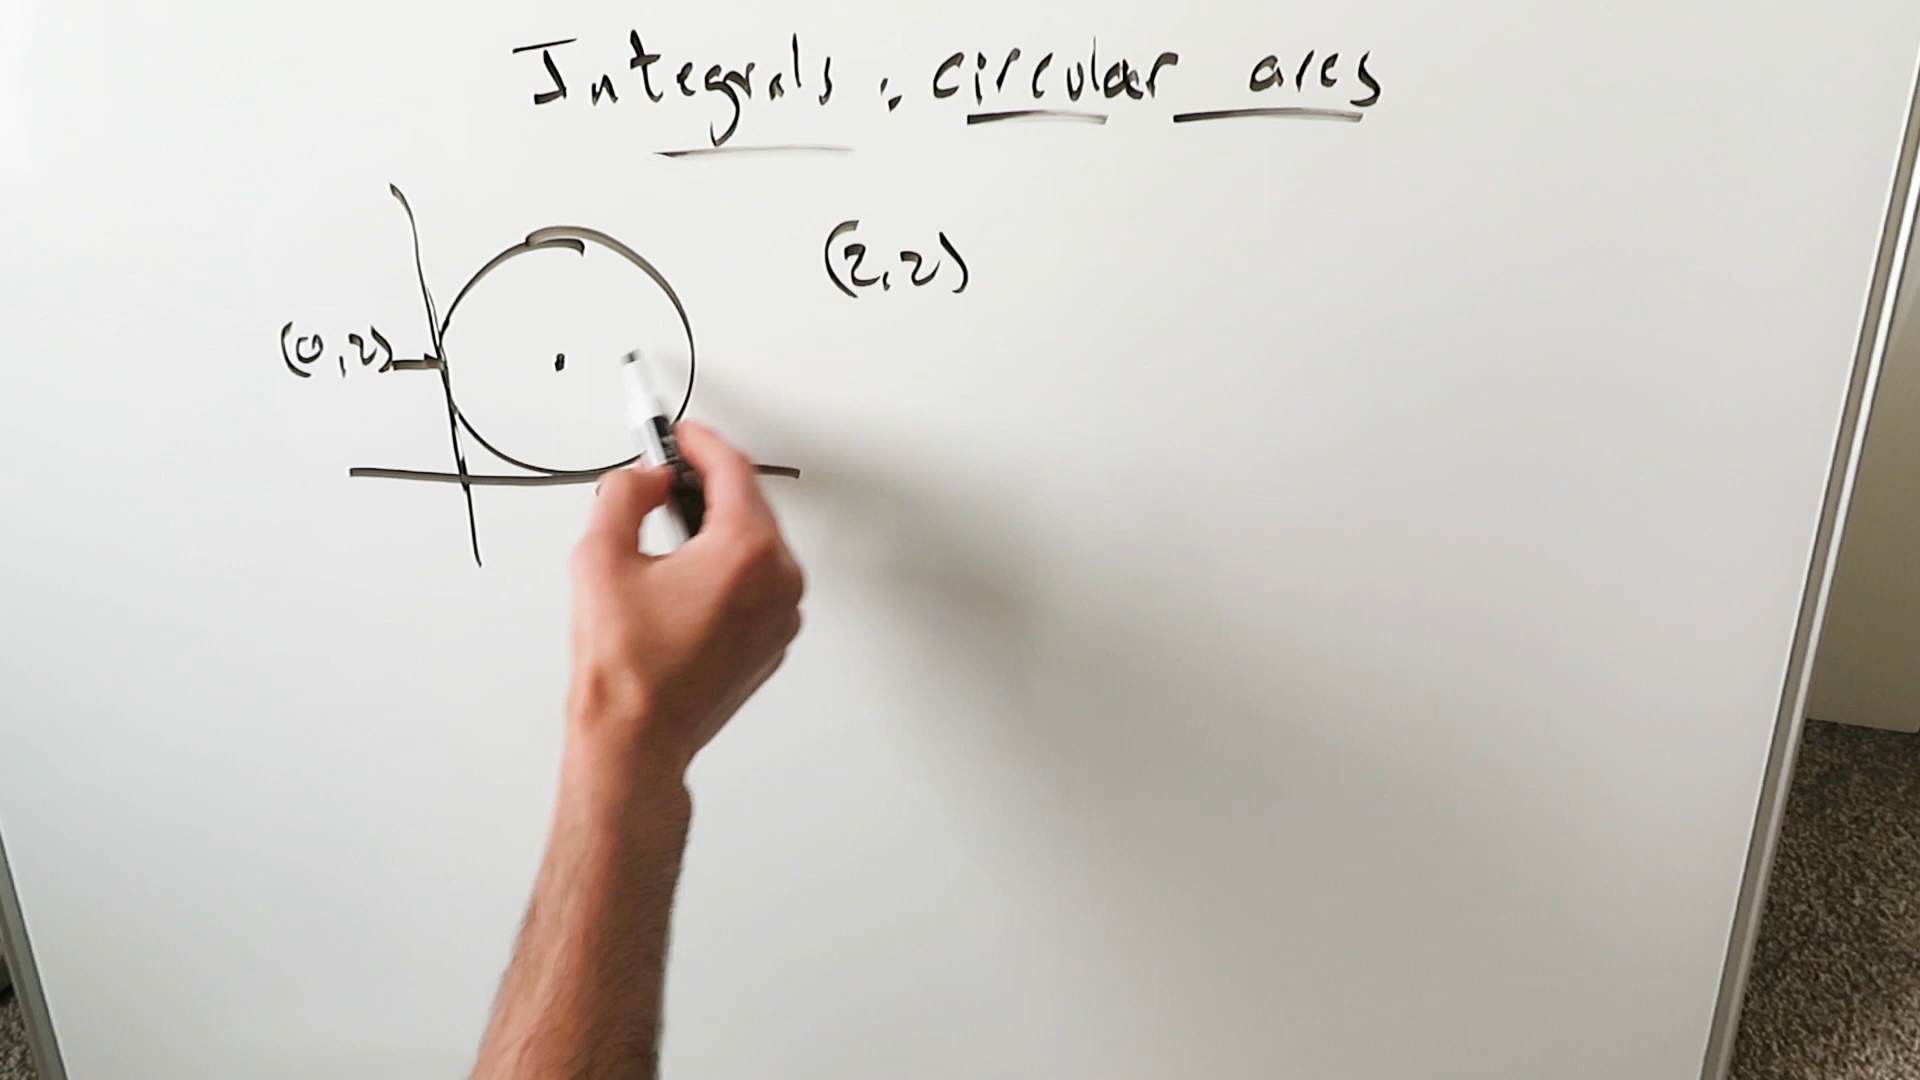 Integrals : circular arcs
(2,2)
(0,2)